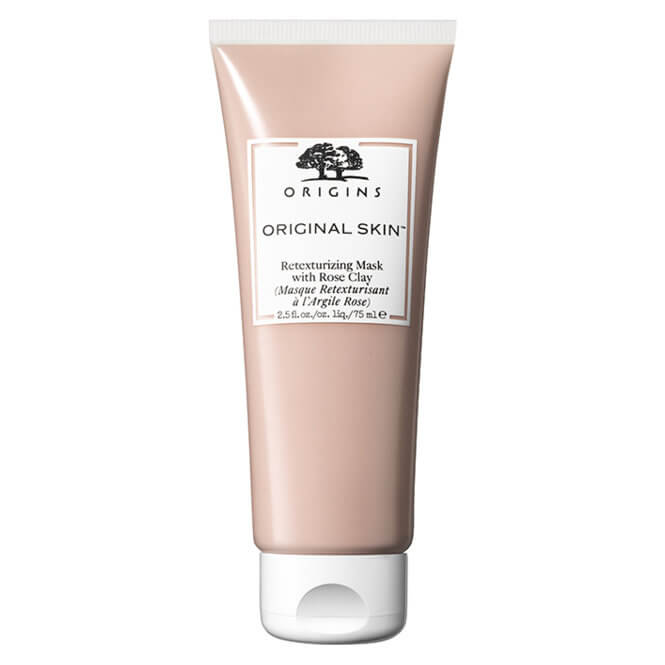 ORIGINS
ORIGINAL SKIN™
Retexturizing Mask
with Rose Clay
(Masque Retexturisant
à l'Argile Rose)
2.5 fl.oz./oz. liq./75 ml ℮